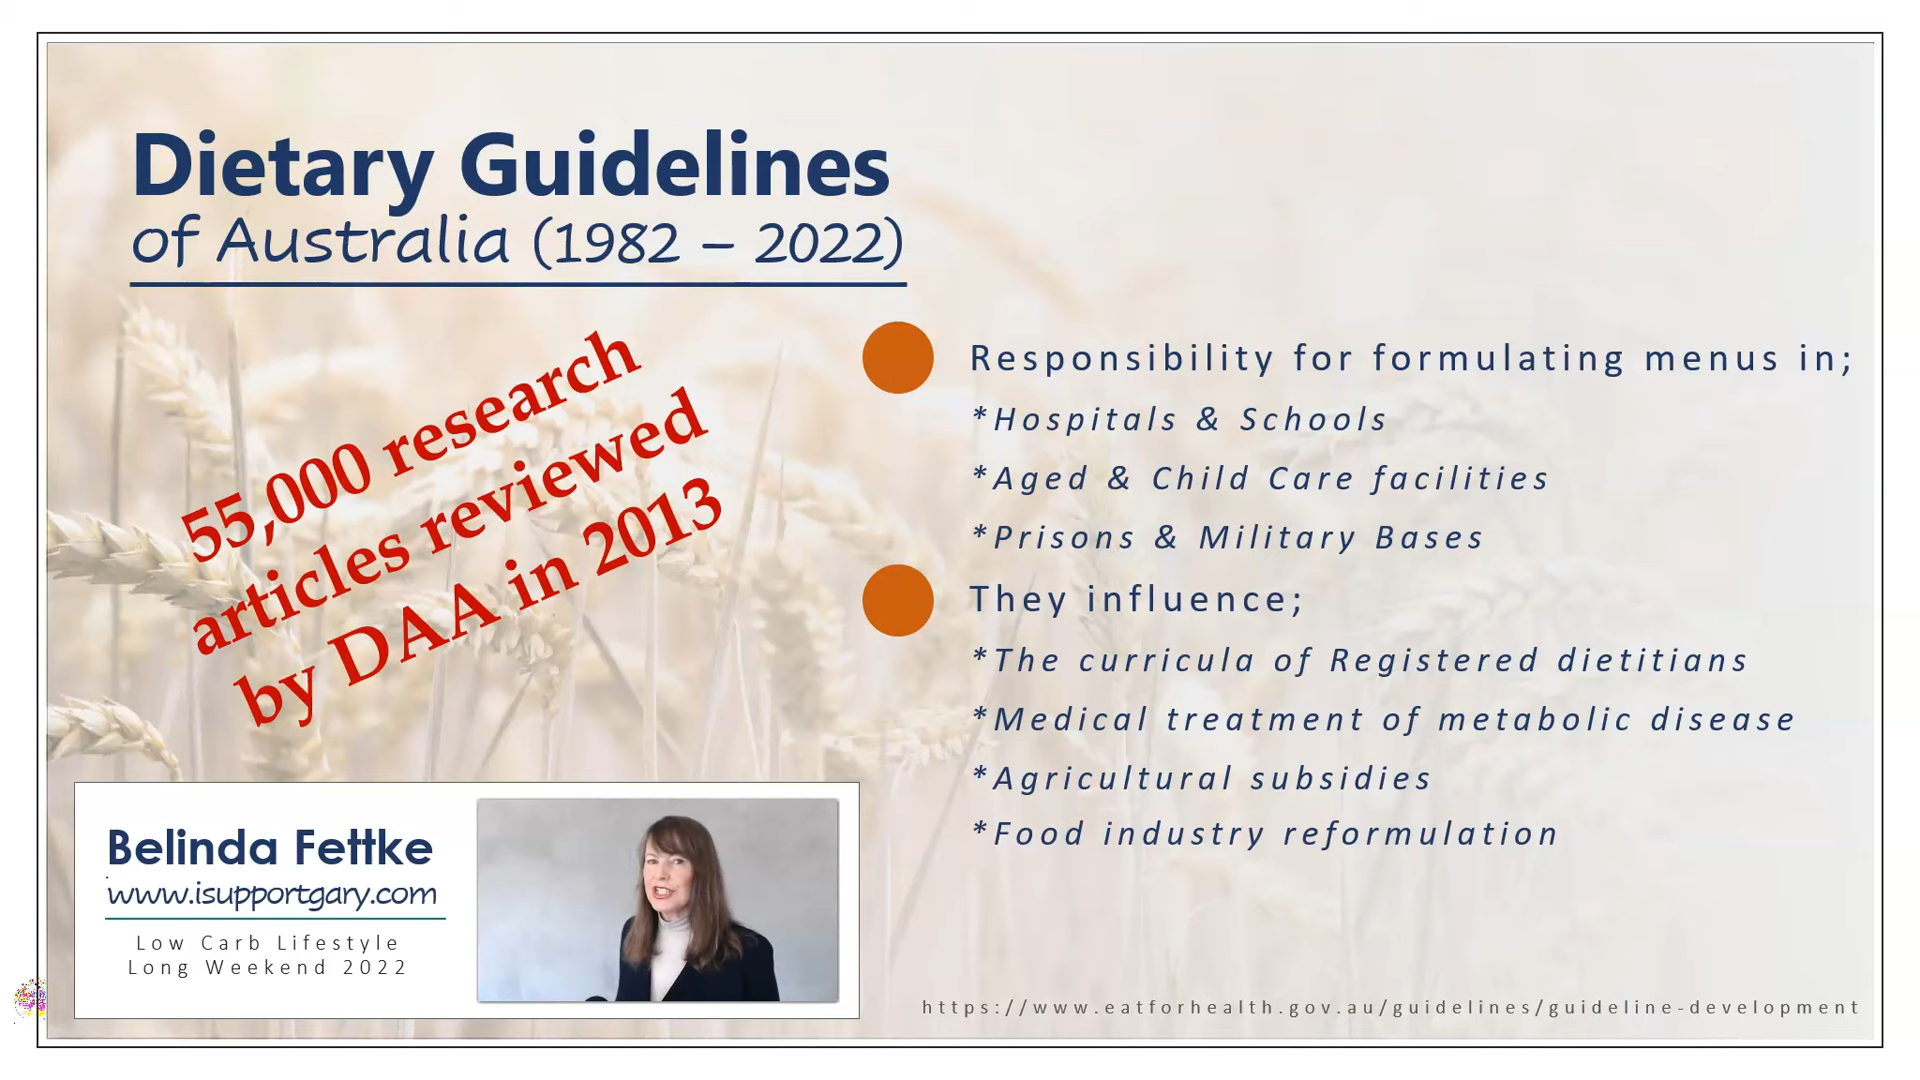 Dietary Guidelines
of Australia (1982 – 2022)
55,000 research
articles reviewed
by DAA in 2013
Responsibility for formulating menus in;
*Hospitals & Schools
*Aged & Child Care facilities
*Prisons & Military Bases
They influence;
*The curricula of Registered dietitians
*Medical treatment of metabolic disease
*Agricultural subsidies
*Food industry reformulation
Belinda Fettke
www.isupportgary.com
Low Carb Lifestyle
Long Weekend 2022
https://www.eatforhealth.gov.au/guidelines/guideline-development